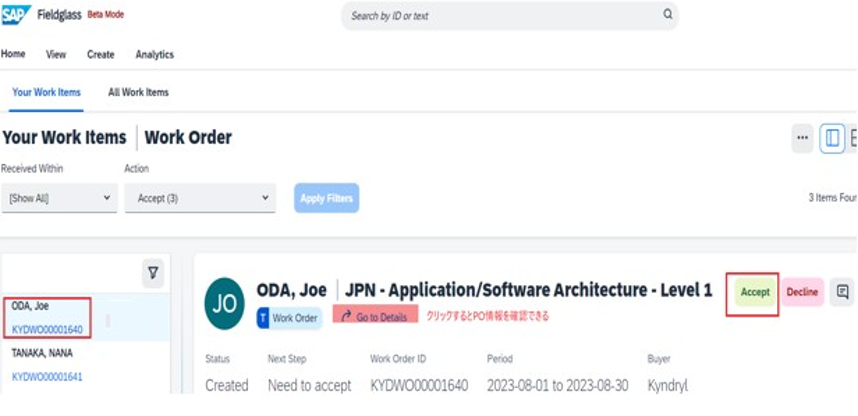 SAP Fieldglass Beta Mode
Search by ID or text
Home View Create Analytics
Your Work Items All Work Items
Your Work Items Work Order
Received Within Action
[Show All] Accept (3) Apply Filters
3 Items Foun
JO
ODA, Joe JPN - Application/Software Architecture - Level 1 Accept Decline
T Work Order Go to Details クリックするとPO情報を確認できる
ODA, Joe
KYDWO00001640
TANAKA, NANA
KYDWO00001641
Status Next Step Work Order ID Period Buyer
Created Need to accept KYDWO00001640 2023-08-01 to 2023-08-30 Kyndryl